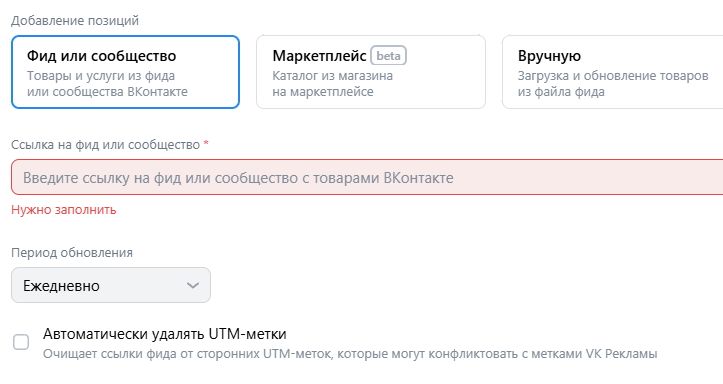 Добавление позиций
Фид или сообщество
Товары и услуги из фида
или сообщества ВКонтакте
Маркетплейс beta
Каталог из магазина
на маркетплейсе
Вручную
Загрузка и обновление товаров
из файла фида
Ссылка на фид или сообщество *
Введите ссылку на фид или сообщество с товарами ВКонтакте
Нужно заполнить
Период обновления
Ежедневно
Автоматически удалять UTM-метки
Очищает ссылки фида от сторонних UTM-меток, которые могут конфликтовать с метками VK Рекламы